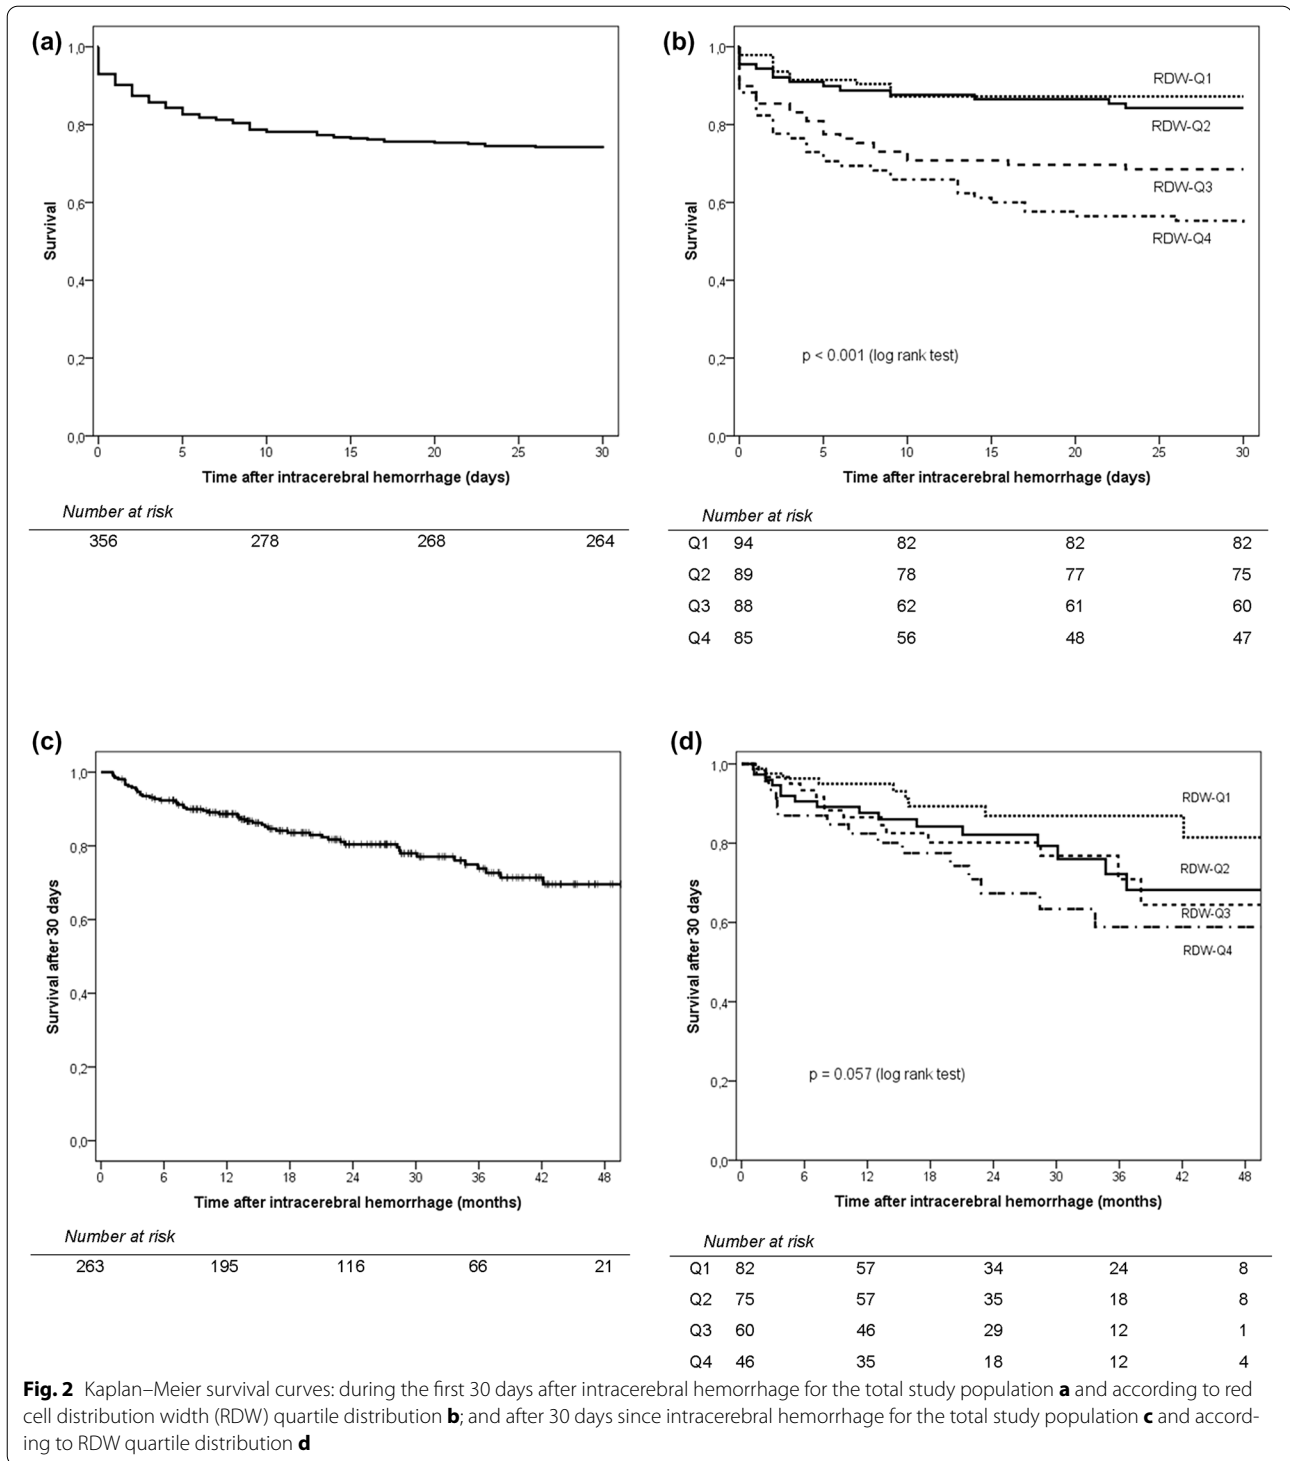 (a)
1,0
0,8
0,6
0,4
0,2
0,0
Survival
0 5 10 15 20 25 30
Time after intracerebral hemorrhage (days)
Number at risk
356 278 268 264
(b)
1,0
0,8
0,6
0,4
0,2
0,0
Survival
RDW-Q1
RDW-Q2
RDW-Q3
RDW-Q4
p < 0.001 (log rank test)
0 5 10 15 20 25 30
Time after intracerebral hemorrhage (days)
Number at risk
Q1 94 82 82 82
Q2 89 78 77 75
Q3 88 62 61 60
Q4 85 56 48 47
(c)
1,0
0,8
0,6
0,4
0,2
0,0
Survival after 30 days
0 6 12 18 24 30 36 42 48
Time after intracerebral hemorrhage (months)
Number at risk
263 195 116 66 21
(d)
1,0
0,8
0,6
0,4
0,2
0,0
Survival after 30 days
RDW-Q1
RDW-Q2
RDW-Q3
RDW-Q4
p = 0.057 (log rank test)
0 6 12 18 24 30 36 42 48
Time after intracerebral hemorrhage (months)
Number at risk
Q1 82 57 34 24 8
Q2 75 57 35 18 8
Q3 60 46 29 12 1
Q4 46 35 18 12 4
Fig. 2 Kaplan–Meier survival curves: during the first 30 days after intracerebral hemorrhage for the total study population a and according to red
cell distribution width (RDW) quartile distribution b; and after 30 days since intracerebral hemorrhage for the total study population c and accord-
ing to RDW quartile distribution d